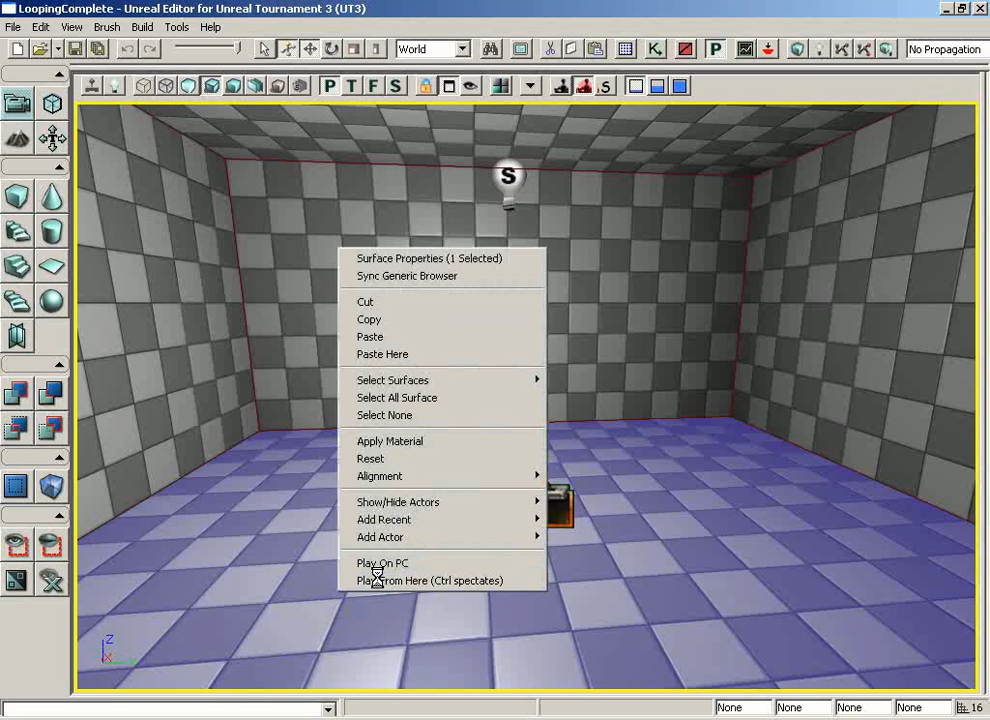 LoopingComplete - Unreal Editor for Unreal Tournament 3 (UT3)
File Edit View Brush Build Tools Help
World
K
P
No Propagation
P T F S
S
S
Surface Properties (1 Selected)
Sync Generic Browser
Cut
Copy
Paste
Paste Here
Select Surfaces
Select All Surface
Select None
Apply Material
Reset
Alignment
Show/Hide Actors
Add Recent
Add Actor
Play On PC
Play From Here (Ctrl spectates)
Z
X
Y
None None None None 16